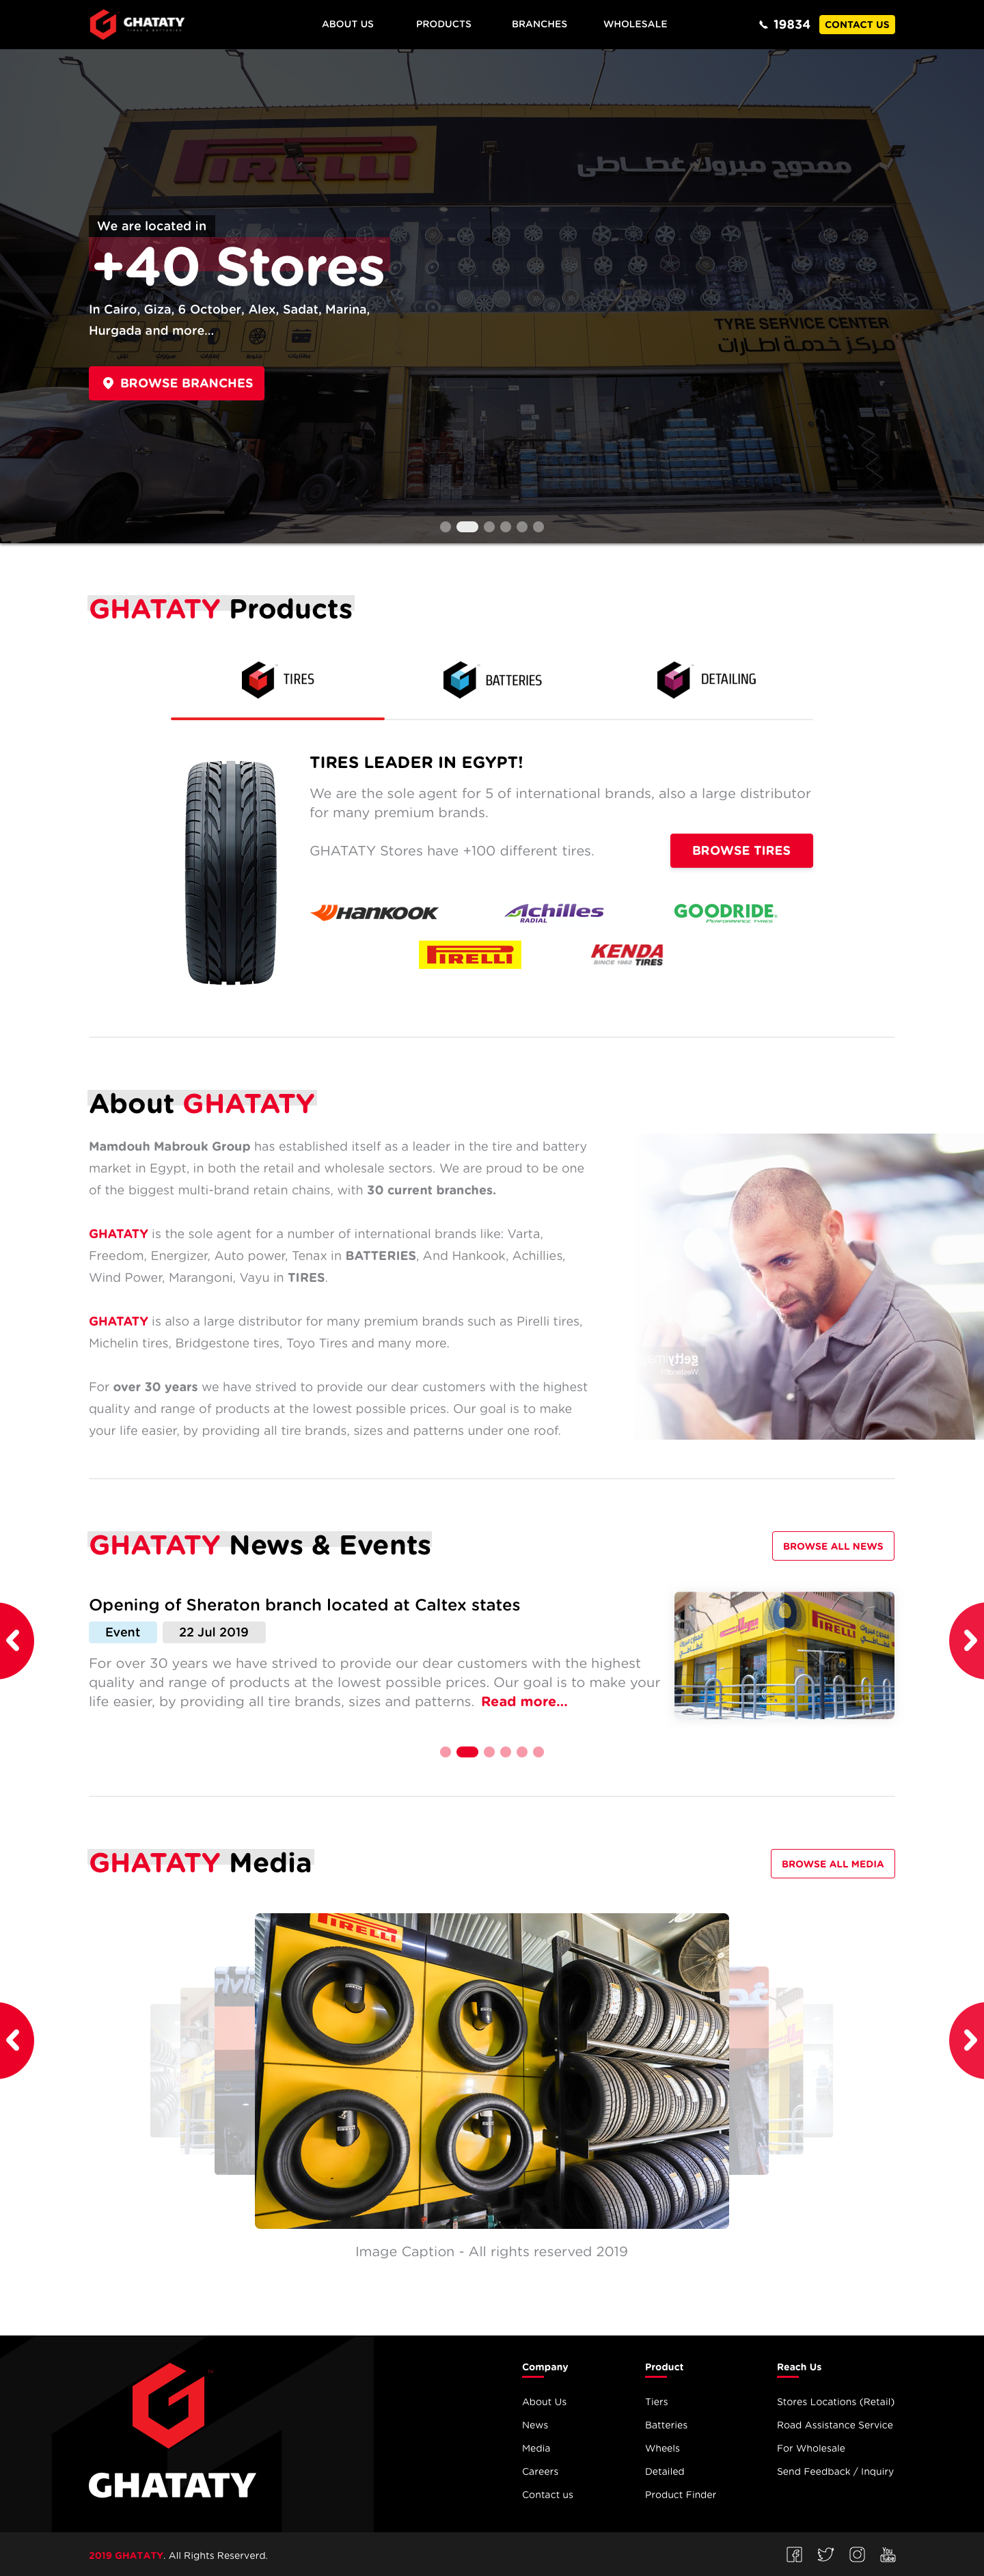 GHATATY
TIRES & BATTERIES
ABOUT US
PRODUCTS
BRANCHES
WHOLESALE
19834
CONTACT US
PIRELLI
ممدوح مبروك غطاطي
We are located in
+40 Stores
In Cairo, Giza, 6 October, Alex, Sadat, Marina,
Hurgada and more...
TYRE SERVICE CENTER
مركز خدمة اطارات
BROWSE BRANCHES
GHATATY Products
TIRES
BATTERIES
DETAILING
TIRES LEADER IN EGYPT!
We are the sole agent for 5 of international brands, also a large distributor
for many premium brands.
GHATATY Stores have +100 different tires.
BROWSE TIRES
HANKOOK
Achilles
RADIAL
GOODRIDE
PERFORMANCE TYRES
PIRELLI
KENDA
SINCE 1962 TIRES
About GHATATY
Mamdouh Mabrouk Group has established itself as a leader in the tire and battery
market in Egypt, in both the retail and wholesale sectors. We are proud to be one
of the biggest multi-brand retain chains, with 30 current branches.
GHATATY is the sole agent for a number of international brands like: Varta,
Freedom, Energizer, Auto power, Tenax in BATTERIES, And Hankook, Achillies,
Wind Power, Marangoni, Vayu in TIRES.
GHATATY is also a large distributor for many premium brands such as Pirelli tires,
Michelin tires, Bridgestone tires, Toyo Tires and many more.
For over 30 years we have strived to provide our dear customers with the highest
quality and range of products at the lowest possible prices. Our goal is to make
your life easier, by providing all tire brands, sizes and patterns under one roof.
getty
GHATATY News & Events
BROWSE ALL NEWS
Opening of Sheraton branch located at Caltex states
Event
22 Jul 2019
For over 30 years we have strived to provide our dear customers with the highest
quality and range of products at the lowest possible prices. Our goal is to make your
life easier, by providing all tire brands, sizes and patterns. Read more...
PIRELLI
GHATATY Media
BROWSE ALL MEDIA
PIRELLI
Image Caption - All rights reserved 2019
GHATATY
Company
About Us
News
Media
Careers
Contact us
Product
Tiers
Batteries
Wheels
Detailed
Product Finder
Reach Us
Stores Locations (Retail)
Road Assistance Service
For Wholesale
Send Feedback / Inquiry
2019 GHATATY. All Rights Reserverd.
You
Tube